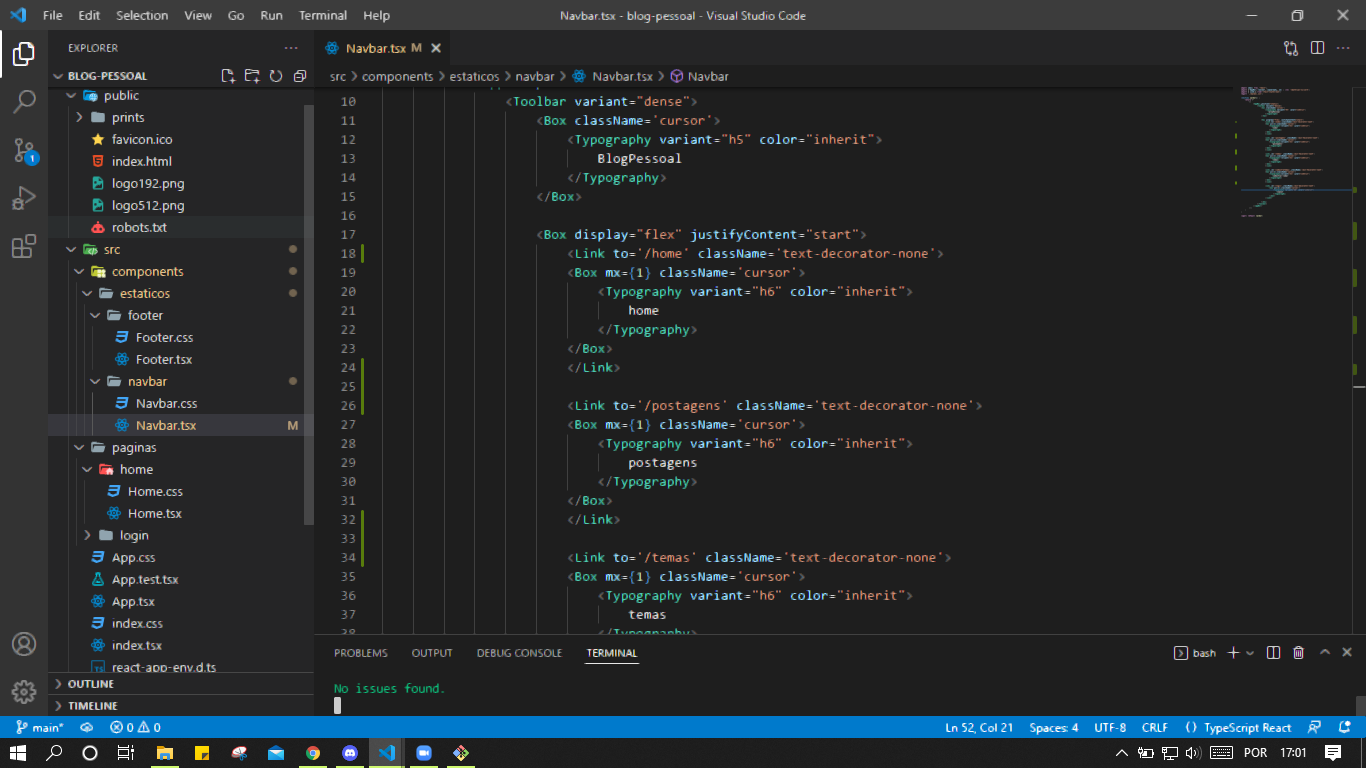 File Edit Selection View Go Run Terminal Help
Navbar.tsx - blog-pessoal - Visual Studio Code
EXPLORER
BLOG-PESSOAL
public
prints
favicon.ico
index.html
logo192.png
logo512.png
robots.txt
src
components
estaticos
footer
Footer.css
Footer.tsx
navbar
Navbar.css
Navbar.tsx M
paginas
home
Home.css
Home.tsx
login
App.css
App.test.tsx
App.tsx
index.css
index.tsx
react-app-env.d.ts
OUTLINE
TIMELINE
Navbar.tsx M
src > components > estaticos > navbar > Navbar.tsx > Navbar
10 <Toolbar variant="dense">
11 <Box className='cursor'>
12 <Typography variant="h5" color="inherit">
13 BlogPessoal
14 </Typography>
15 </Box>
16
17 <Box display="flex" justifyContent="start">
18 <Link to='/home' className='text-decorator-none'>
19 <Box mx={1} className='cursor'>
20 <Typography variant="h6" color="inherit">
21 home
22 </Typography>
23 </Box>
24 </Link>
25
26 <Link to='/postagens' className='text-decorator-none'>
27 <Box mx={1} className='cursor'>
28 <Typography variant="h6" color="inherit">
29 postagens
30 </Typography>
31 </Box>
32 </Link>
33
34 <Link to='/temas' className='text-decorator-none'>
35 <Box mx={1} className='cursor'>
36 <Typography variant="h6" color="inherit">
37 temas
38 </Typography>
PROBLEMS OUTPUT DEBUG CONSOLE TERMINAL
bash
No issues found.
main* 0 0
Ln 52, Col 21 Spaces: 4 UTF-8 CRLF TypeScript React
POR 17:01